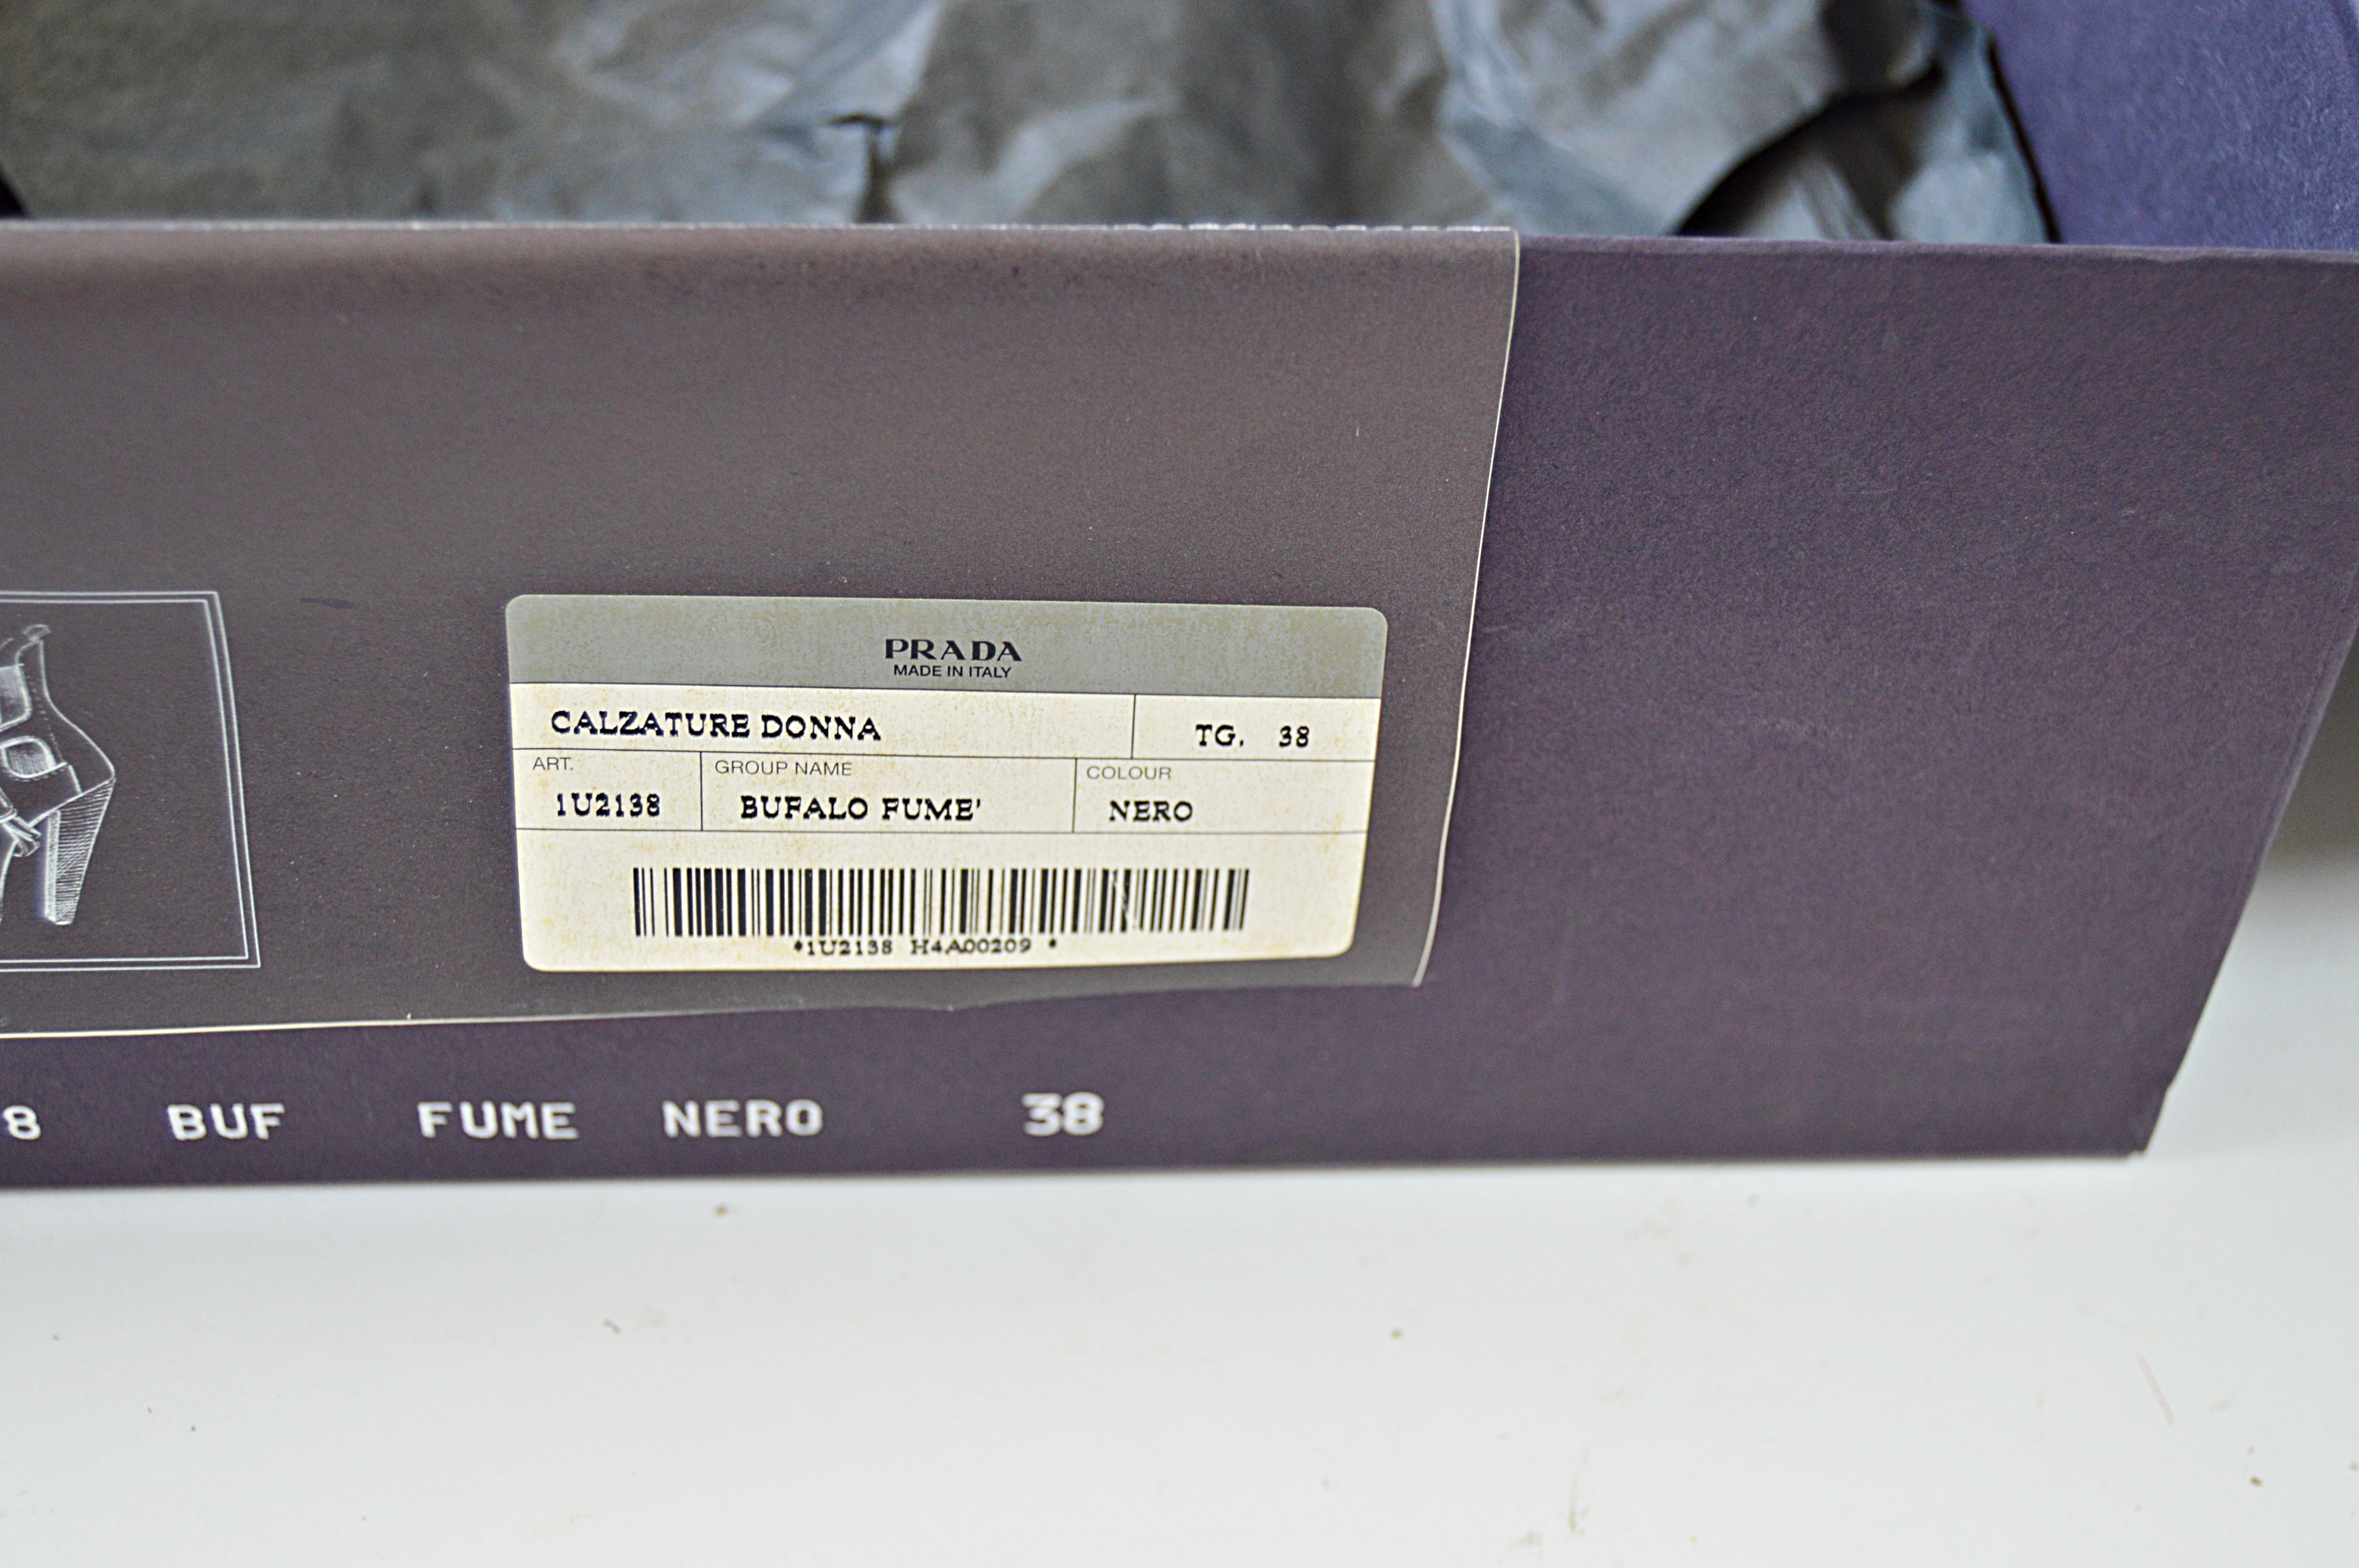 PRADA
MADE IN ITALY
CALZATURE DONNA TG. 38
ART. GROUP NAME COLOUR
1U2138 BUFALO FUME' NERO
*1U2138 H4A00209 *
8 BUF FUME NERO 38